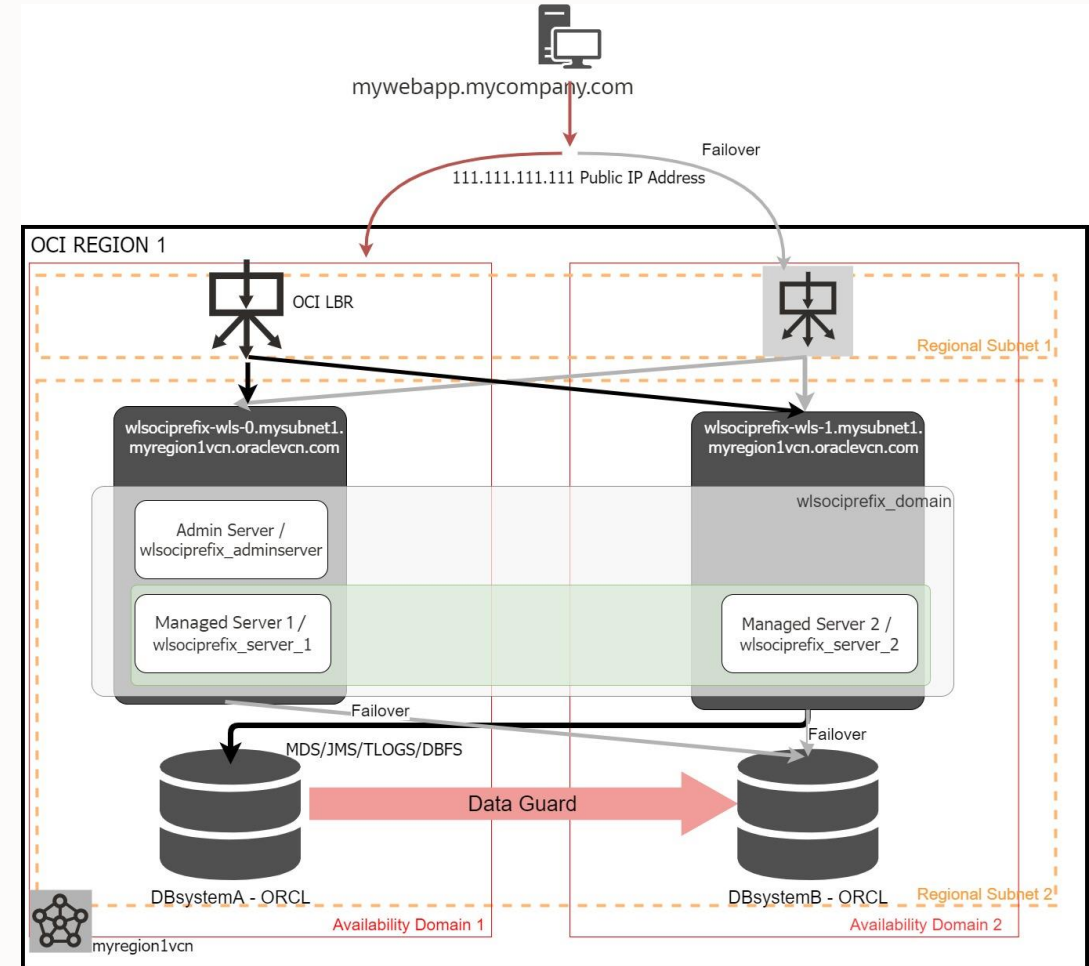 mywebapp.mycompany.com
Failover
111.111.111.111 Public IP Address
OCI REGION 1
OCI LBR
Regional Subnet 1
wlsociprefix-wls-0.mysubnet1.
myregion1vcn.oraclevcn.com
wlsociprefix-wls-1.mysubnet1.
myregion1vcn.oraclevcn.com
wlsociprefix_domain
Admin Server /
wlsociprefix_adminserver
Managed Server 1 /
wlsociprefix_server_1
Managed Server 2 /
wlsociprefix_server_2
Failover
Failover
MDS/JMS/TLOGS/DBFS
Data Guard
DBsystemA - ORCL
DBsystemB - ORCL
Regional Subnet 2
Availability Domain 1
Availability Domain 2
myregion1vcn